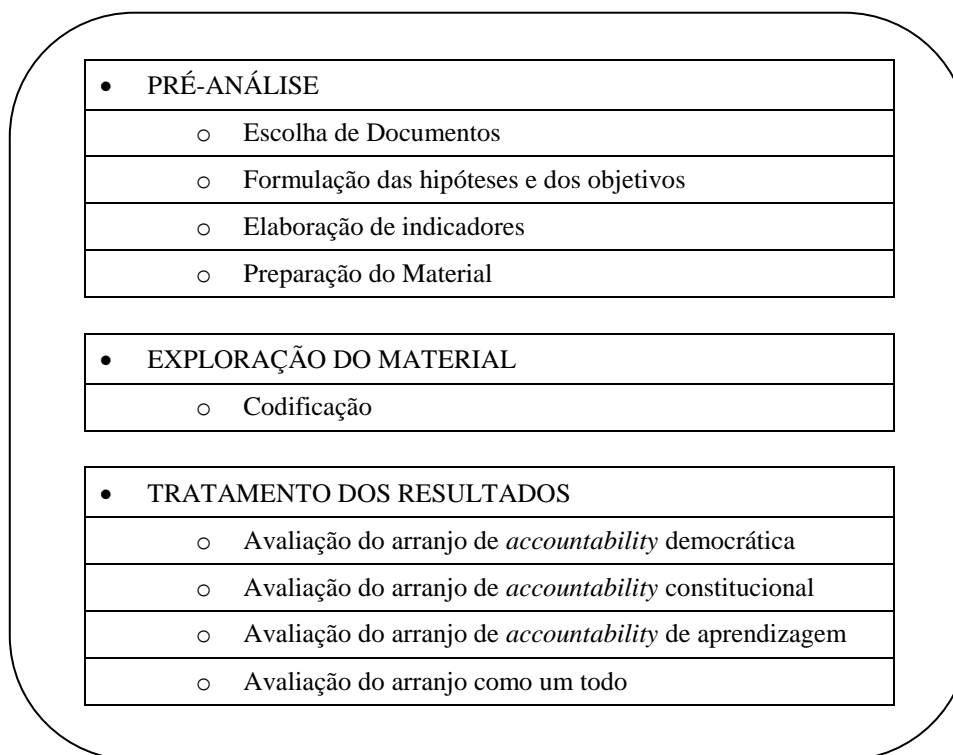 • PRÉ-ANÁLISE
o Escolha de Documentos
o Formulação das hipóteses e dos objetivos
o Elaboração de indicadores
o Preparação do Material
• EXPLORAÇÃO DO MATERIAL
o Codificação
• TRATAMENTO DOS RESULTADOS
o Avaliação do arranjo de accountability democrática
o Avaliação do arranjo de accountability constitucional
o Avaliação do arranjo de accountability de aprendizagem
o Avaliação do arranjo como um todo